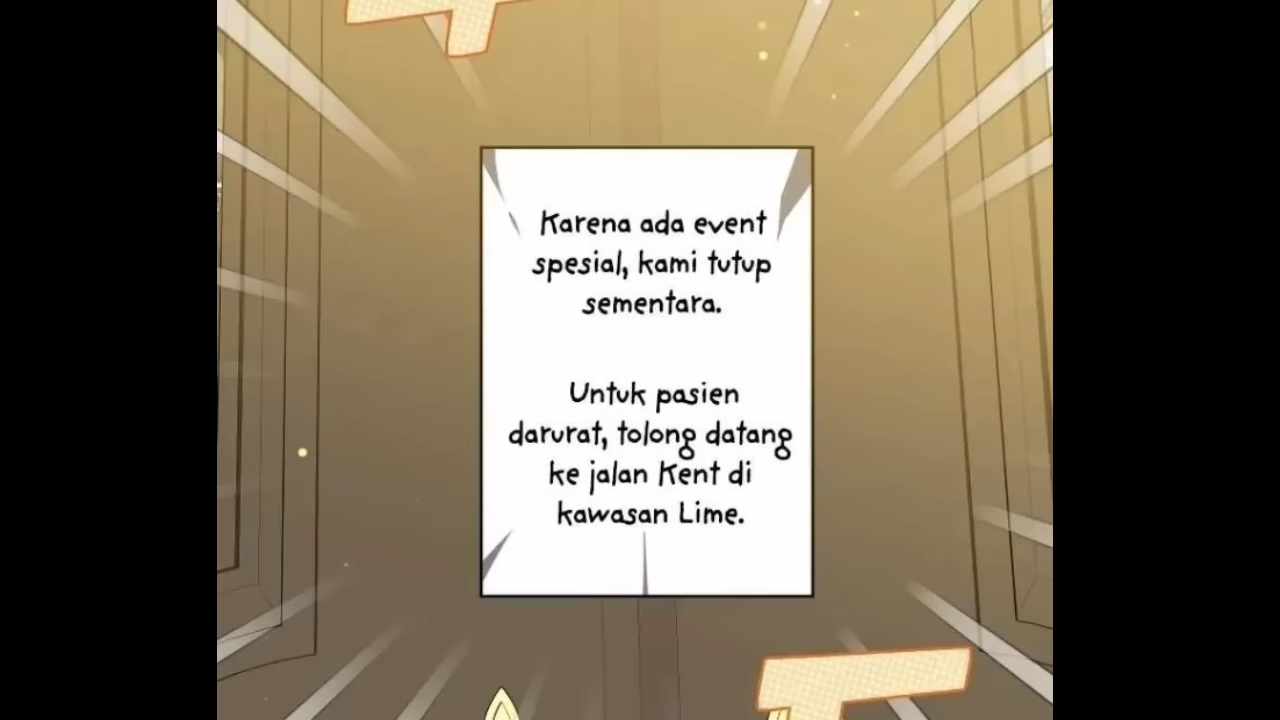 Karena ada event
spesial, kami tutup
sementara.
Untuk pasien
darurat, tolong datang
ke jalan Kent di
kawasan Lime.